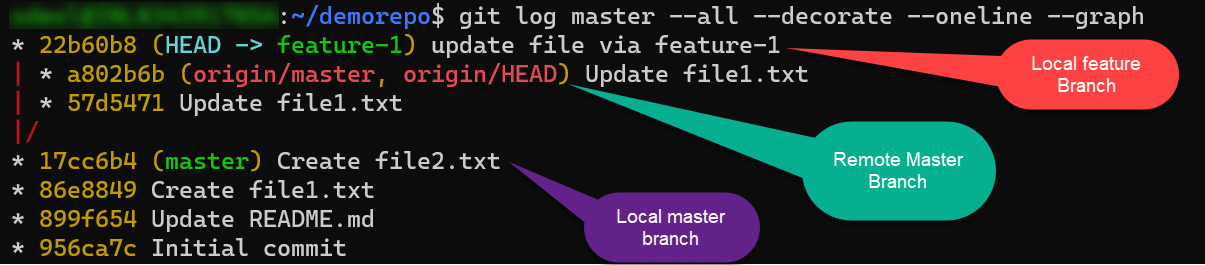 :~/demorepo$ git log master --all --decorate --oneline --graph
* 22b60b8 (HEAD -> feature-1) update file via feature-1
| * a802b6b (origin/master, origin/HEAD) Update file1.txt
| * 57d5471 Update file1.txt
|/
* 17cc6b4 (master) Create file2.txt
* 86e8849 Create file1.txt
* 899f654 Update README.md
* 956ca7c Initial commit
Local feature
Branch
Remote Master
Branch
Local master
branch